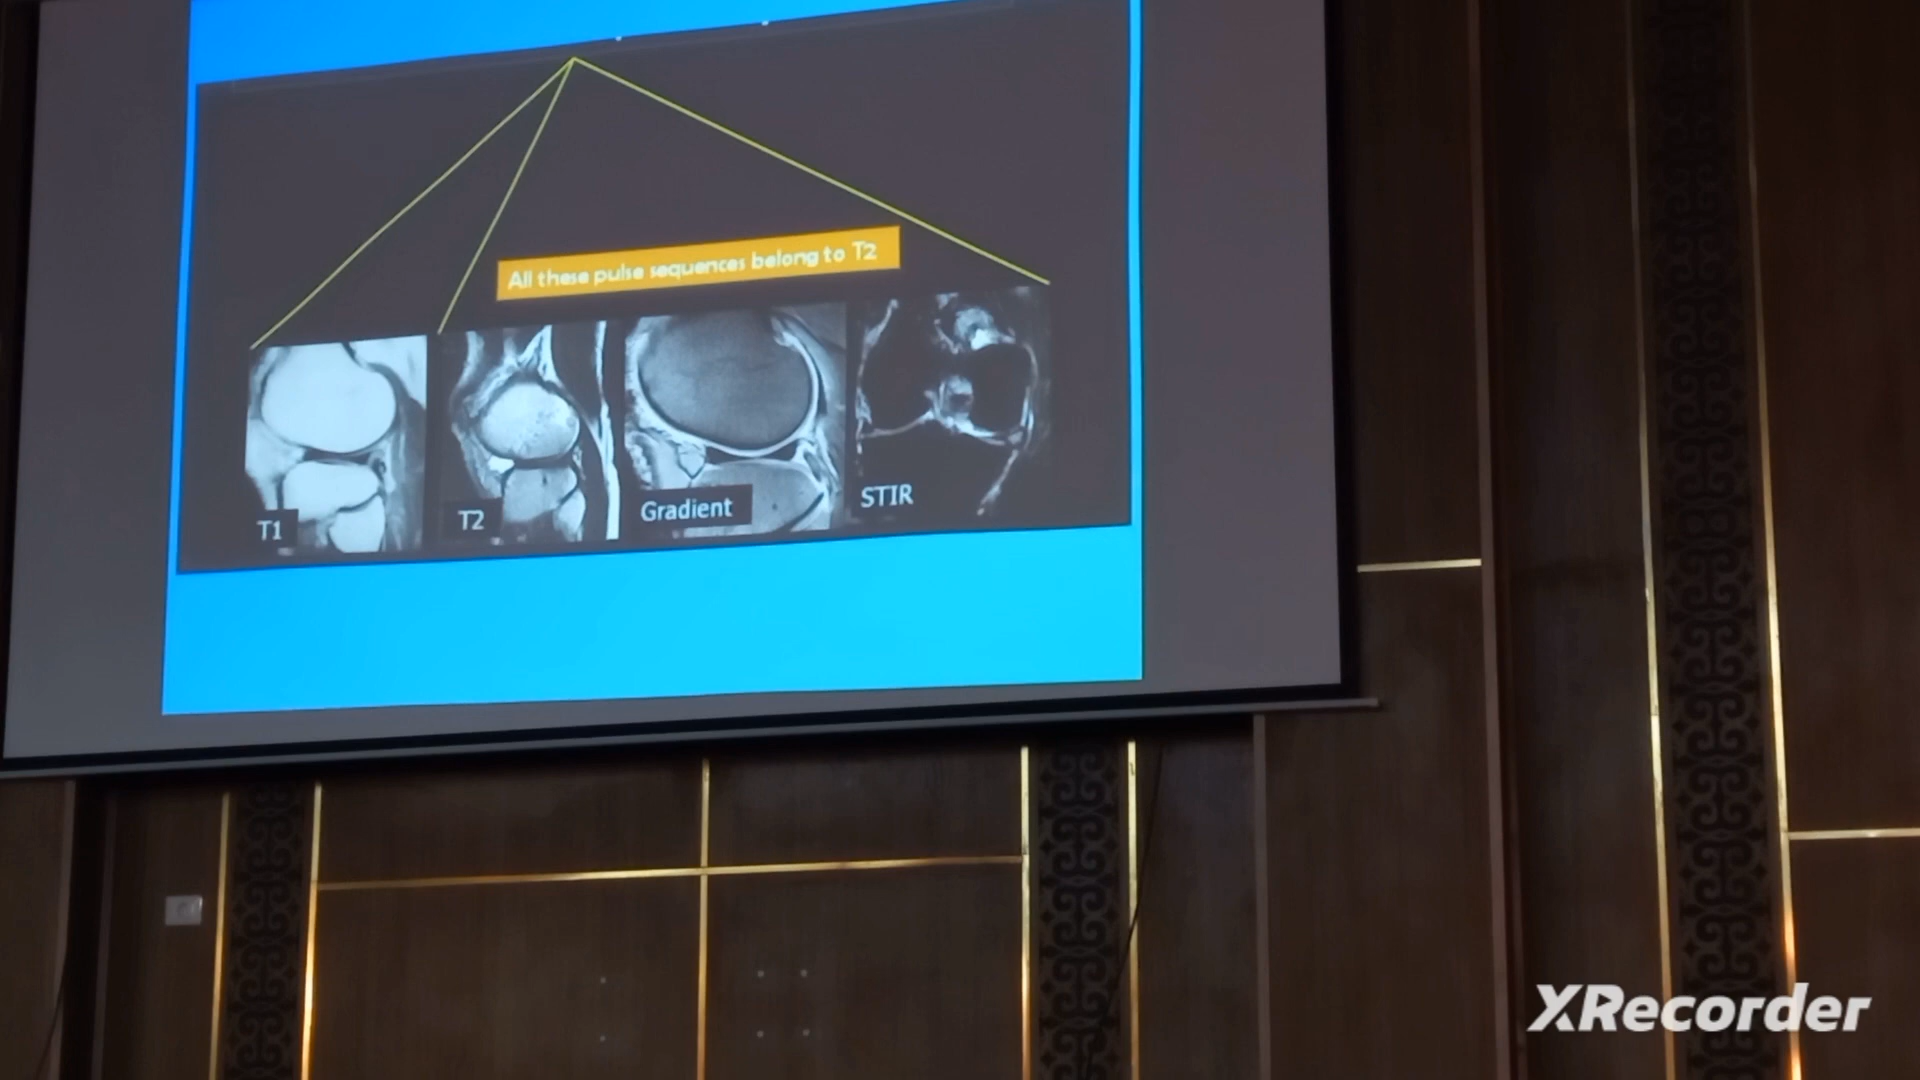 All these pulse sequences belong to T2
T1
T2
Gradient
STIR
XRecorder